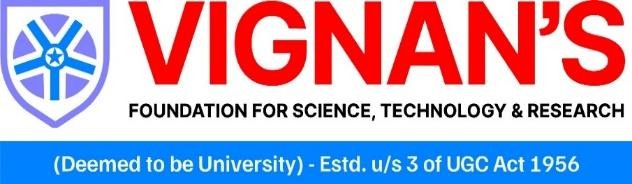 VIGNAN'S
FOUNDATION FOR SCIENCE, TECHNOLOGY & RESEARCH
(Deemed to be University) - Estd. u/s 3 of UGC Act 1956